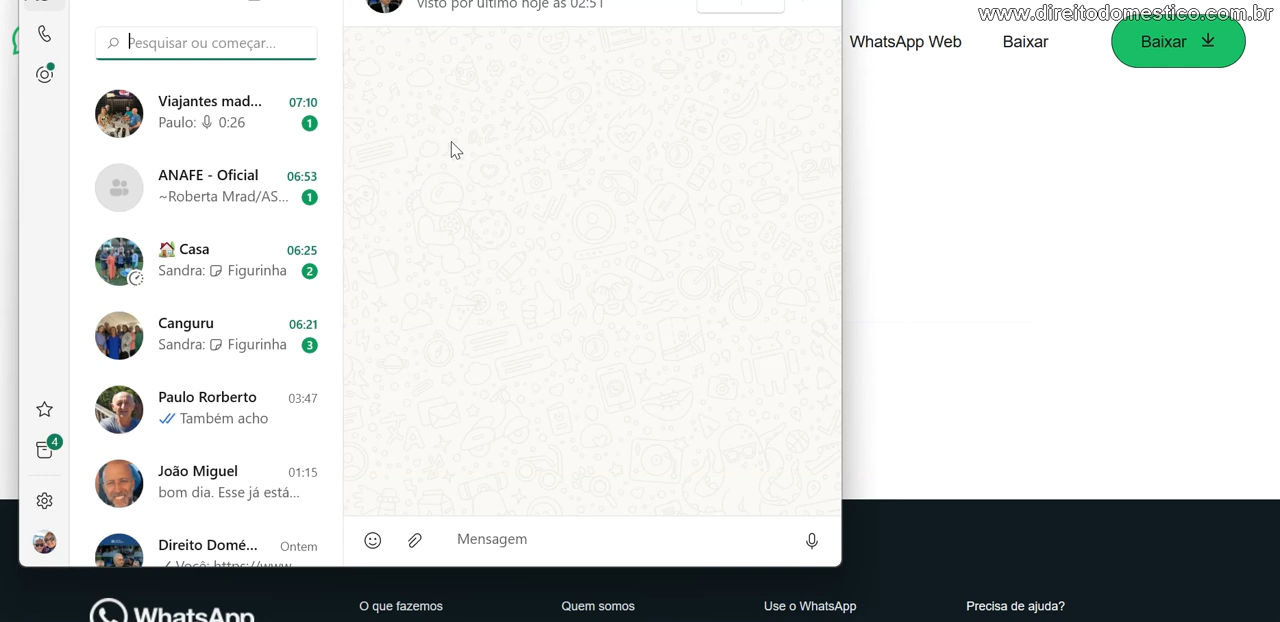 www.direitodomestico.com.br
visto por último hoje às 02:51
WhatsApp Web
Baixar
Baixar
Pesquisar ou começar...
Viajantes mad...
07:10
Paulo: 0:26
1
ANAFE - Oficial
06:53
~Roberta Mrad/AS...
1
Casa
06:25
Sandra: Figurinha
2
Canguru
06:21
Sandra: Figurinha
3
Paulo Rorberto
03:47
Também acho
4
João Miguel
01:15
bom dia. Esse já está...
Direito Domé...
Ontem
Você: https://www...
Mensagem
WhatsApp
O que fazemos
Quem somos
Use o WhatsApp
Precisa de ajuda?